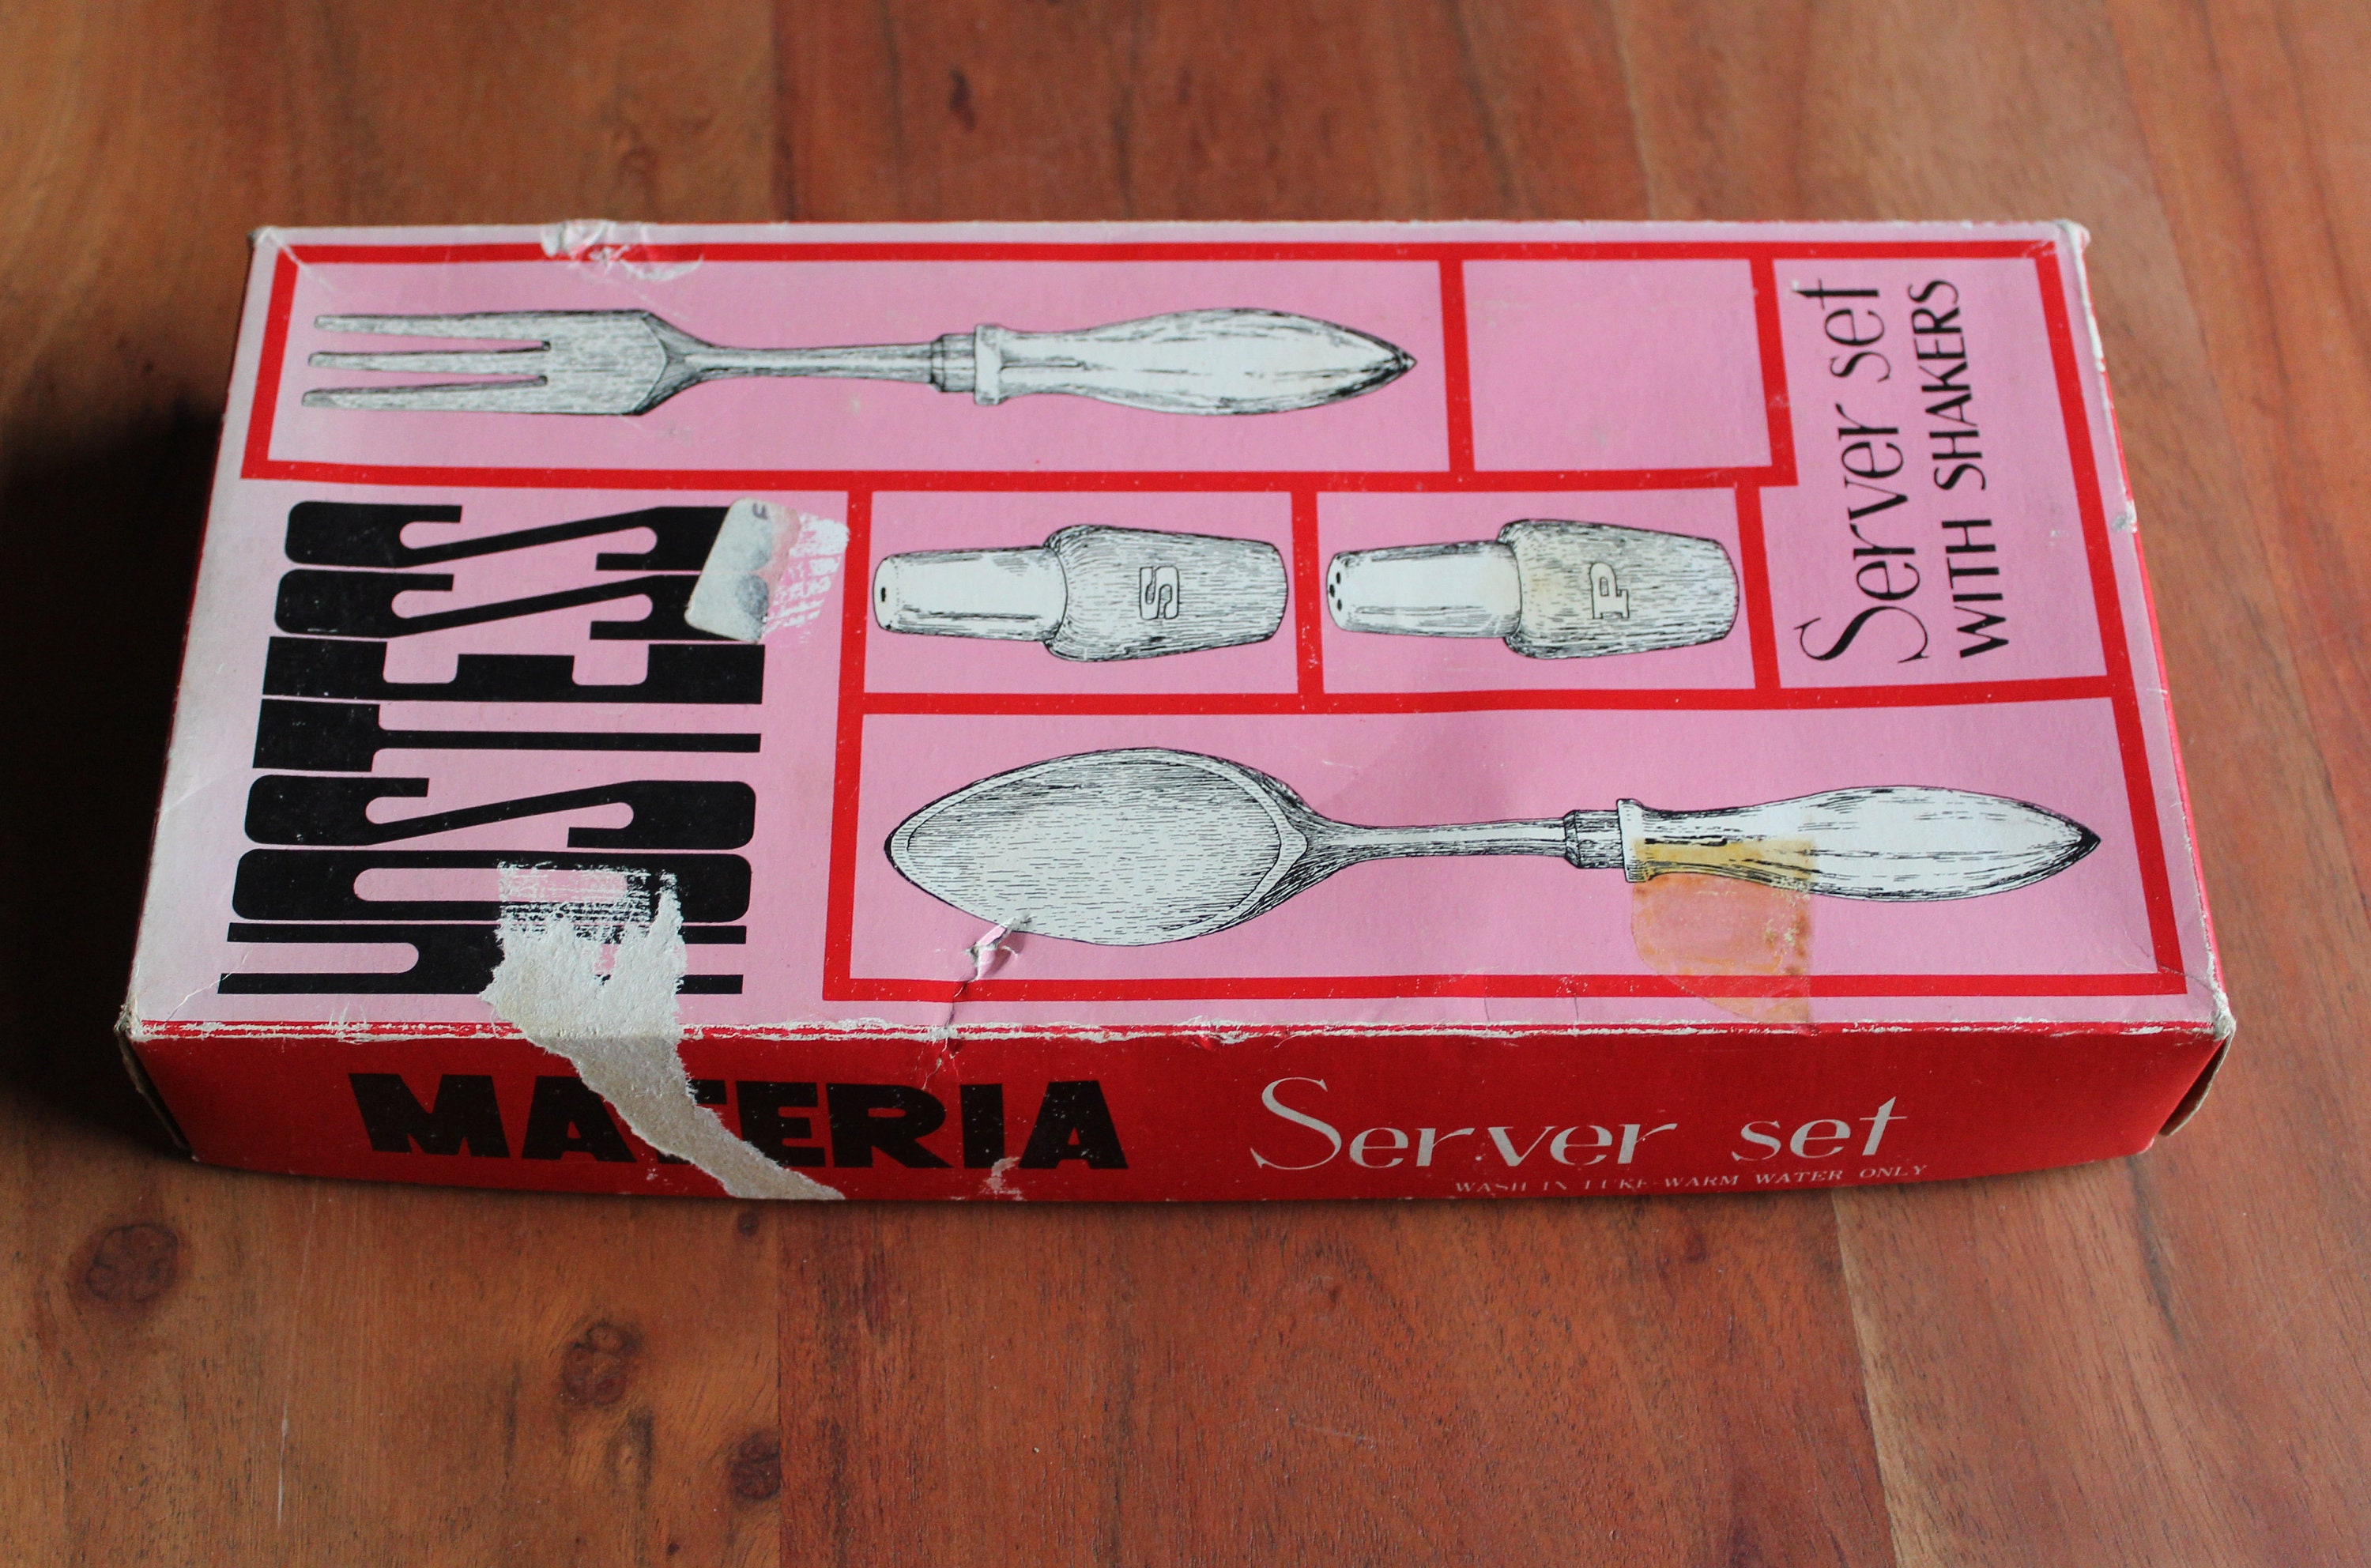 HOSTESS
S
P
Server set
WITH SHAKERS
MATERIA
Server set
WASH IN LUKE-WARM WATER ONLY